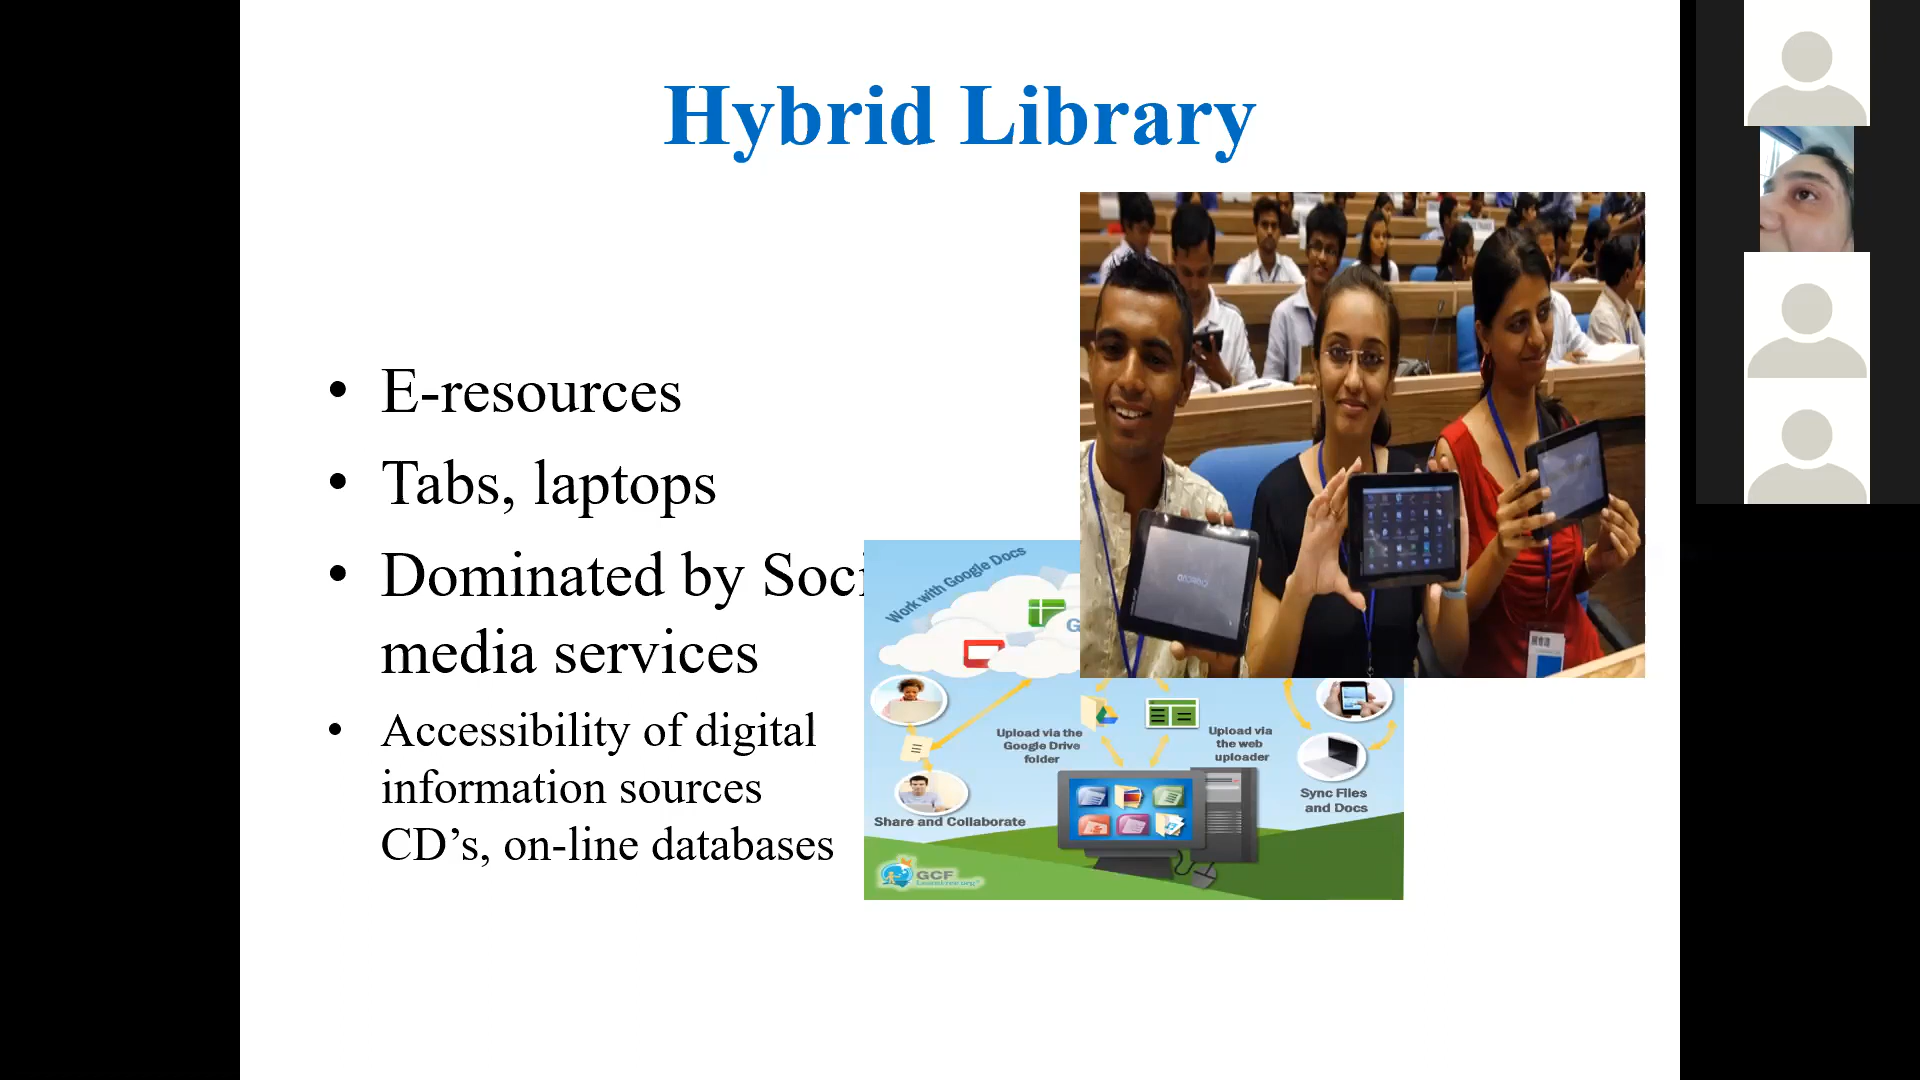 Hybrid Library
• E-resources
• Tabs, laptops
• Dominated by Soci
media services
• Accessibility of digital
information sources
CD’s, on-line databases
Work with Google Docs
G
Upload via the
Google Drive
folder
Upload via
the web
uploader
Sync Files
and Docs
Share and Collaborate
GCF
LearnFree.org